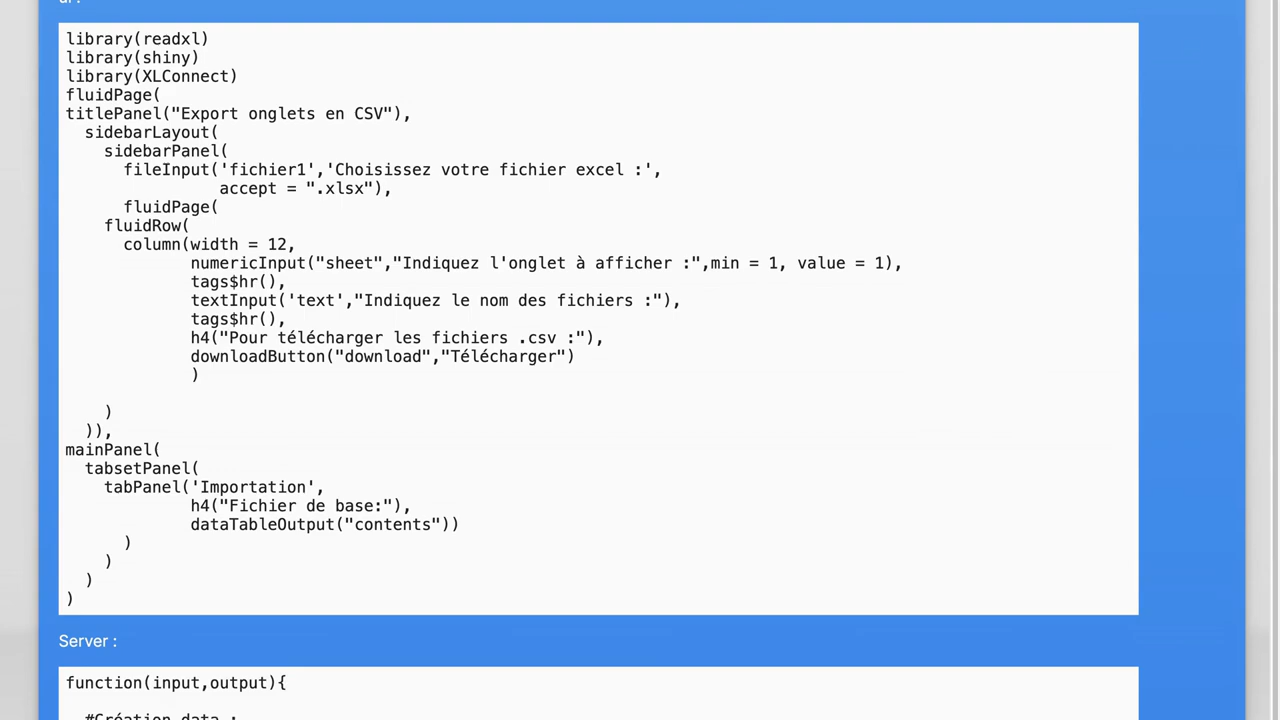 library(readxl)
library(shiny)
library(XLConnect)
fluidPage(
titlePanel("Export onglets en CSV"),
  sidebarLayout(
    sidebarPanel(
      fileInput('fichier1','Choisissez votre fichier excel :',
                accept = ".xlsx"),
      fluidPage(
    fluidRow(
      column(width = 12,
             numericInput("sheet","Indiquez l'onglet à afficher :",min = 1, value = 1),
             tags$hr(),
             textInput('text',"Indiquez le nom des fichiers :"),
             tags$hr(),
             h4("Pour télécharger les fichiers .csv :"),
             downloadButton("download","Télécharger")
             )
    )
  )),
mainPanel(
  tabsetPanel(
    tabPanel('Importation',
             h4("Fichier de base:"),
             dataTableOutput("contents"))
      )
    )
  )
)
Server :
function(input,output){
  #Création data :